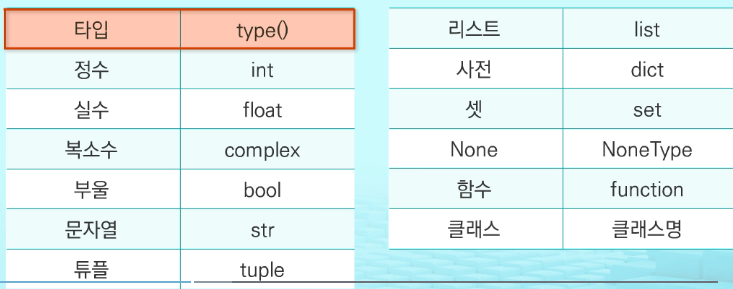 타입 type()
정수 int
실수 float
복소수 complex
부울 bool
문자열 str
튜플 tuple
리스트 list
사전 dict
셋 set
None NoneType
함수 function
클래스 클래스명